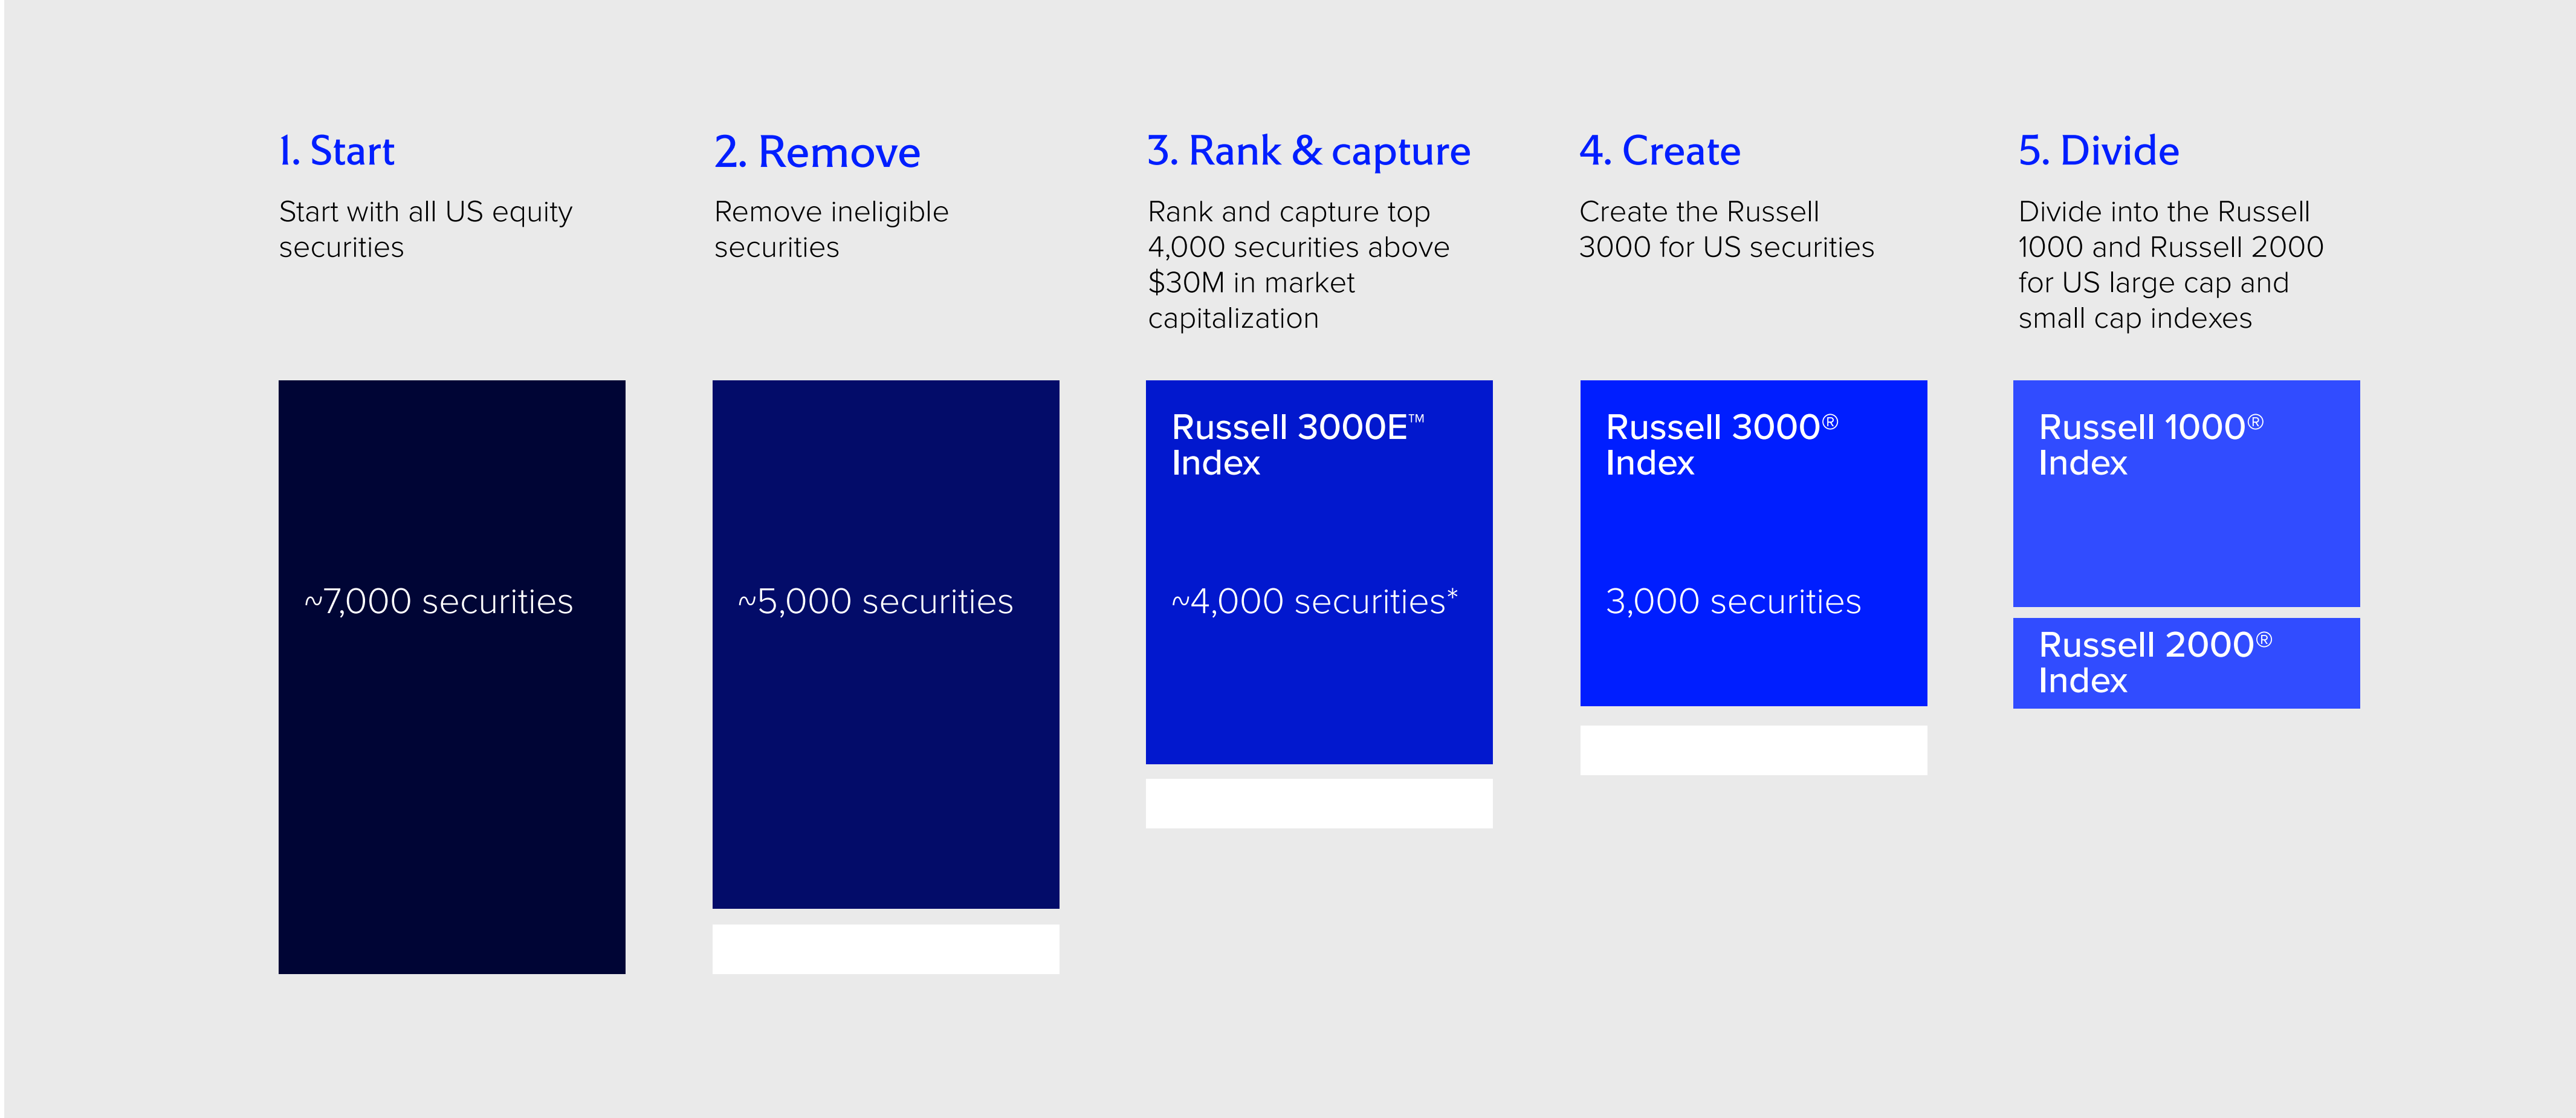 1. Start
Start with all US equity
securities
~7,000 securities
2. Remove
Remove ineligible
securities
~5,000 securities
3. Rank & capture
Rank and capture top
4,000 securities above
$30M in market
capitalization
Russell 3000E™
Index
~4,000 securities*
4. Create
Create the Russell
3000 for US securities
Russell 3000®
Index
3,000 securities
5. Divide
Divide into the Russell
1000 and Russell 2000
for US large cap and
small cap indexes
Russell 1000®
Index
Russell 2000®
Index